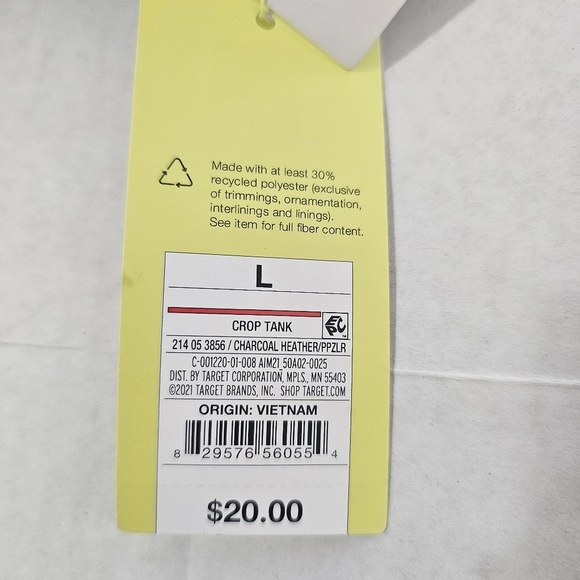 Made with at least 30%
recycled polyester (exclusive
of trimmings, ornamentation,
interlinings and linings).
See item for full fiber content.
L
EPC
CROP TANK
214 05 3856 / CHARCOAL HEATHER/PPZLR
C-001220-01-008 AIM21 50A02-0025
DIST. BY TARGET CORPORATION, MPLS., MN 55403
©2021 TARGET BRANDS, INC. SHOP TARGET.COM
ORIGIN: VIETNAM
8 29576 56055 4
$20.00